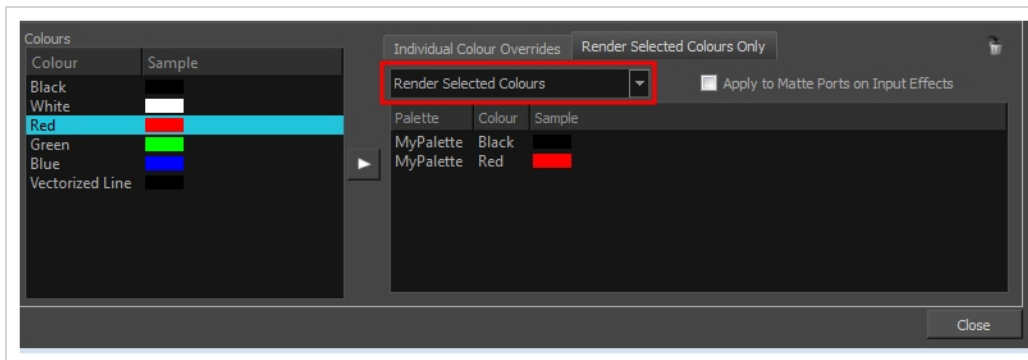 Colours
Colour Sample
Black
White
Red
Green
Blue
Vectorized Line
Individual Colour Overrides Render Selected Colours Only
Render Selected Colours Apply to Matte Ports on Input Effects
Palette Colour Sample
MyPalette Black
MyPalette Red
Close